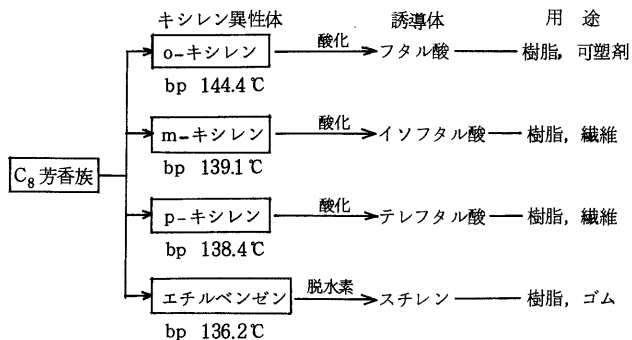 キシレン異性体 誘導体 用途
o-キシレン 酸化 フタル酸 樹脂,可塑剤
bp 144.4℃
m-キシレン 酸化 イソフタル酸 樹脂,繊維
bp 139.1℃
C₈芳香族
p-キシレン 酸化 テレフタル酸 樹脂,繊維
bp 138.4℃
エチルベンゼン 脱水素 スチレン 樹脂,ゴム
bp 136.2℃